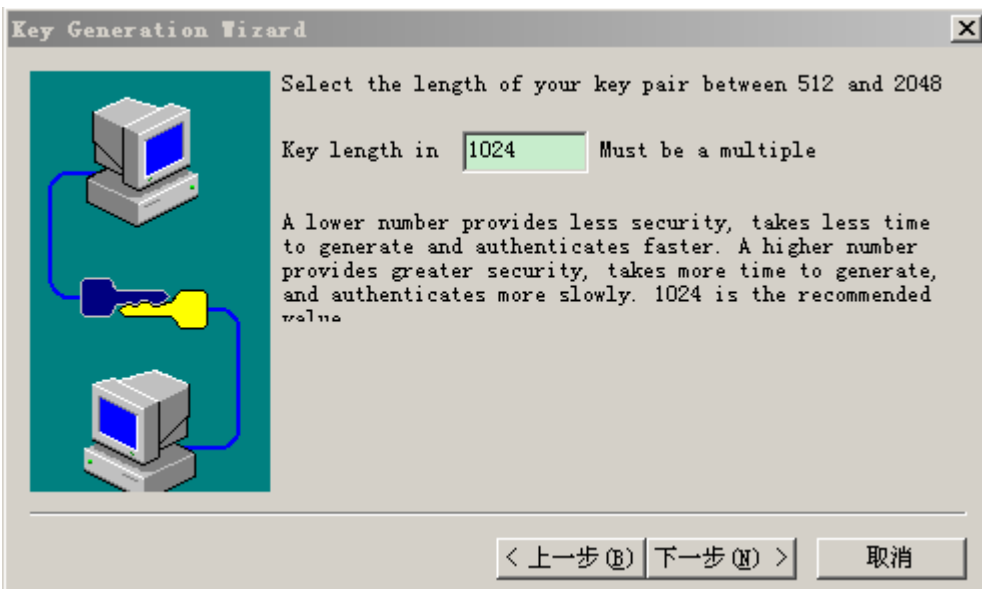 Key Generation Wizard
Select the length of your key pair between 512 and 2048
Key length in 1024 Must be a multiple
A lower number provides less security, takes less time
to generate and authenticates faster. A higher number
provides greater security, takes more time to generate,
and authenticates more slowly. 1024 is the recommended
value
< 上一步(B) 下一步(N) > 取消